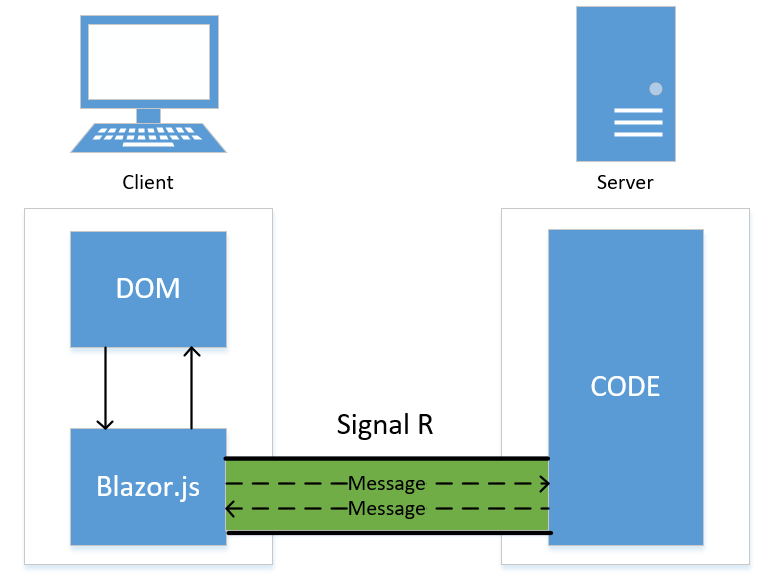 Client
Server
DOM
CODE
Signal R
Blazor.js
Message
Message